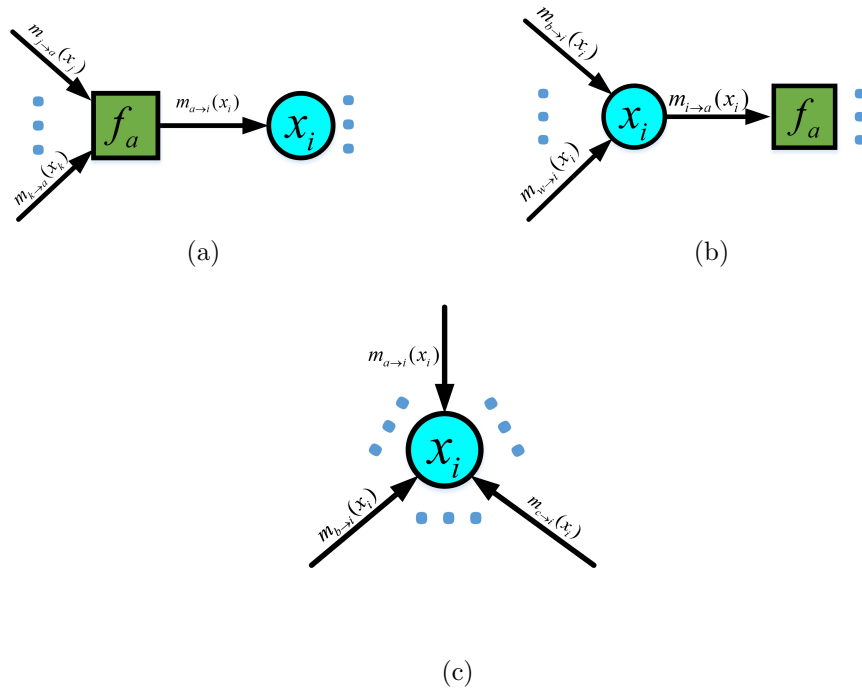 m_{j→a}(x_j)
f_a
m_{a→i}(x_i)
x_i
m_{k→a}(x_k)
(a)
m_{b→i}(x_i)
x_i
m_{i→a}(x_i)
f_a
m_{w→i}(x_i)
(b)
m_{a→i}(x_i)
x_i
m_{b→i}(x_i)
m_{c→i}(x_i)
(c)